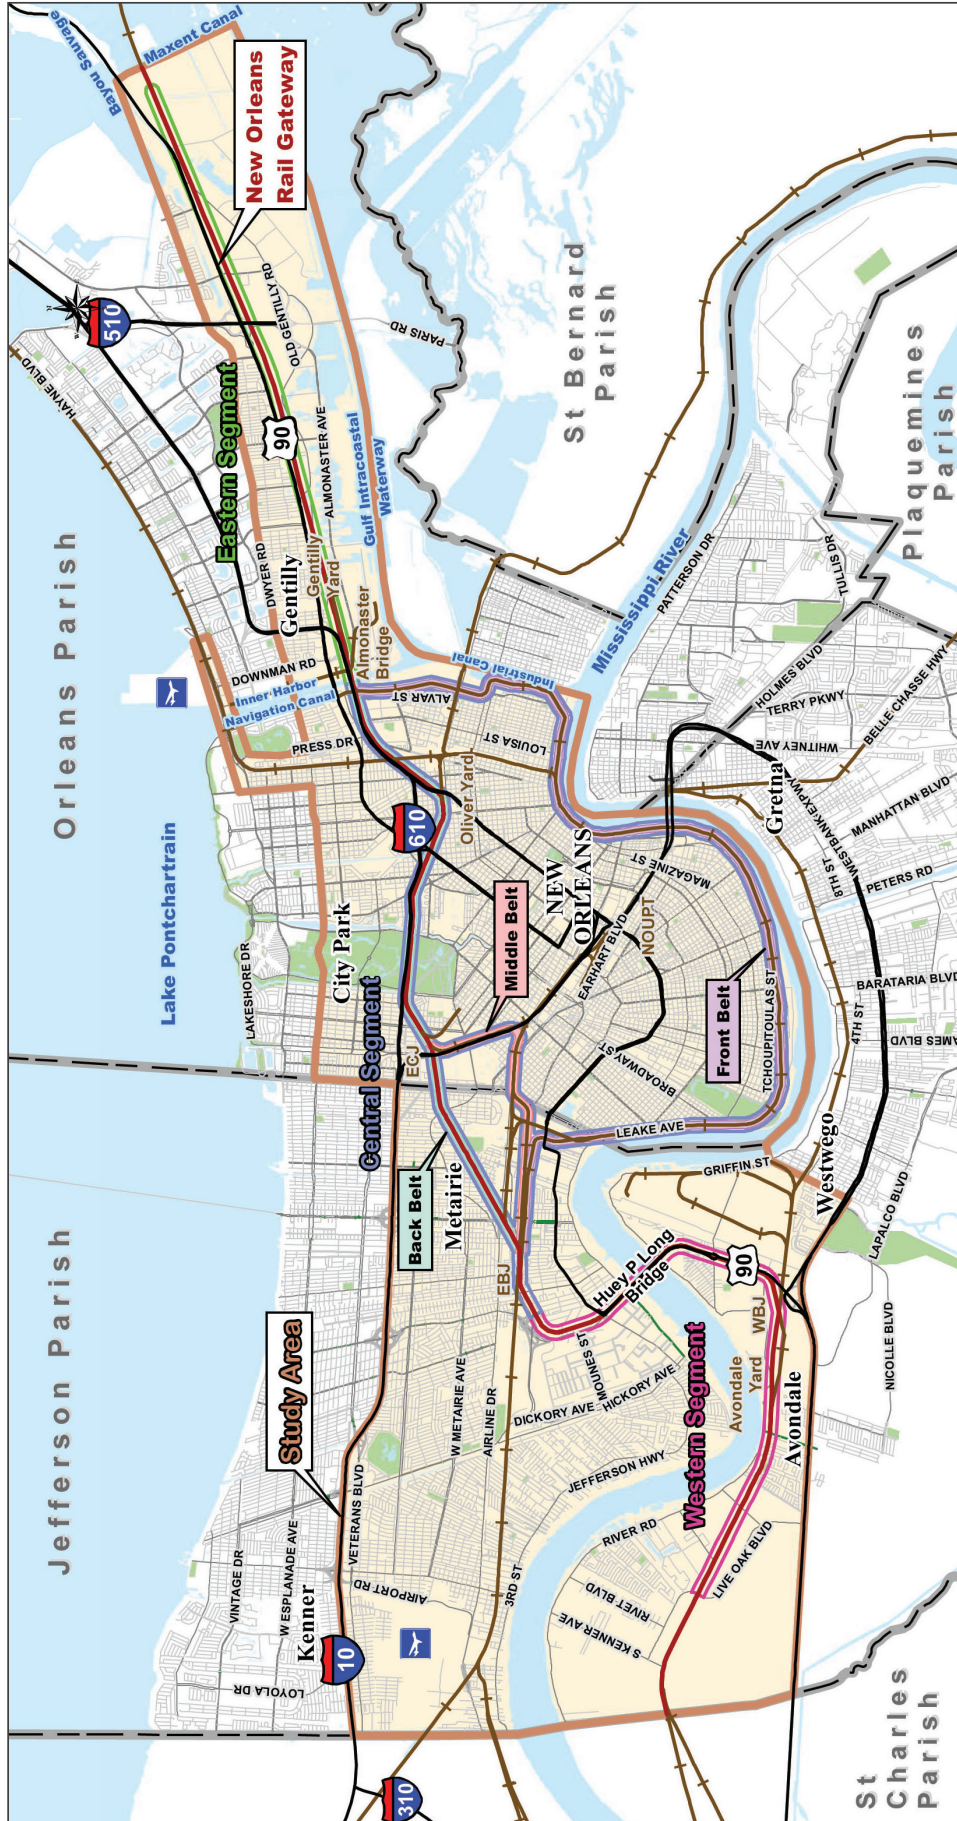 Jefferson Parish
Orleans Parish
Lake Pontchartrain
St Bernard
Parish
Plaquemines
Parish
St
Charles
Parish
Bayou Sauvage
Maxent Canal
New Orleans
Rail Gateway
510
HAYNE BLVD
Eastern Segment
OLD GENTILLY RD
PARIS RD
90
ALMONASTER AVE
Gulf Intracoastal
Waterway
DWYER RD
Gentilly
Gentilly
Yard
Almonaster
Bridge
DOWNMAN RD
Inner Harbor
Navigation Canal
ALVAR ST
Industrial Canal
PRESS DR
LOUISA ST
Oliver Yard
610
Mississippi River
PATTERSON DR
TULLIS DR
HOLMES BLVD
TERRY PKWY
BELLE CHASSE HWY
WHITNEY AVE
Gretna
WESTBANK EXPWY
MANHATTAN BLVD
8TH ST
PETERS RD
MAGAZINE ST
NEW
ORLEANS
NOUPT
EARHART BLVD
Middle Belt
City Park
LAKESHORE DR
Central Segment
ECJ
BROADWAY ST
Front Belt
TCHOUPITOULAS ST
4TH ST
BARATARIA BLVD
AMES BLVD
LEAKE AVE
Back Belt
Metairie
GRIFFIN ST
Westwego
LAPALCO BLVD
EBJ
Huey P Long
Bridge
90
WBJ
NICOLLE BLVD
Study Area
W METAIRIE AVE
AIRLINE DR
MOUNES ST
DICKORY AVE
HICKORY AVE
Western Segment
Avondale
Yard
Avondale
JEFFERSON HWY
VETERANS BLVD
W ESPLANADE AVE
VINTAGE DR
Kenner
AIRPORT RD
3RD ST
RIVER RD
LIVE OAK BLVD
RIVET BLVD
S KENNER AVE
LOYOLA DR
10
310